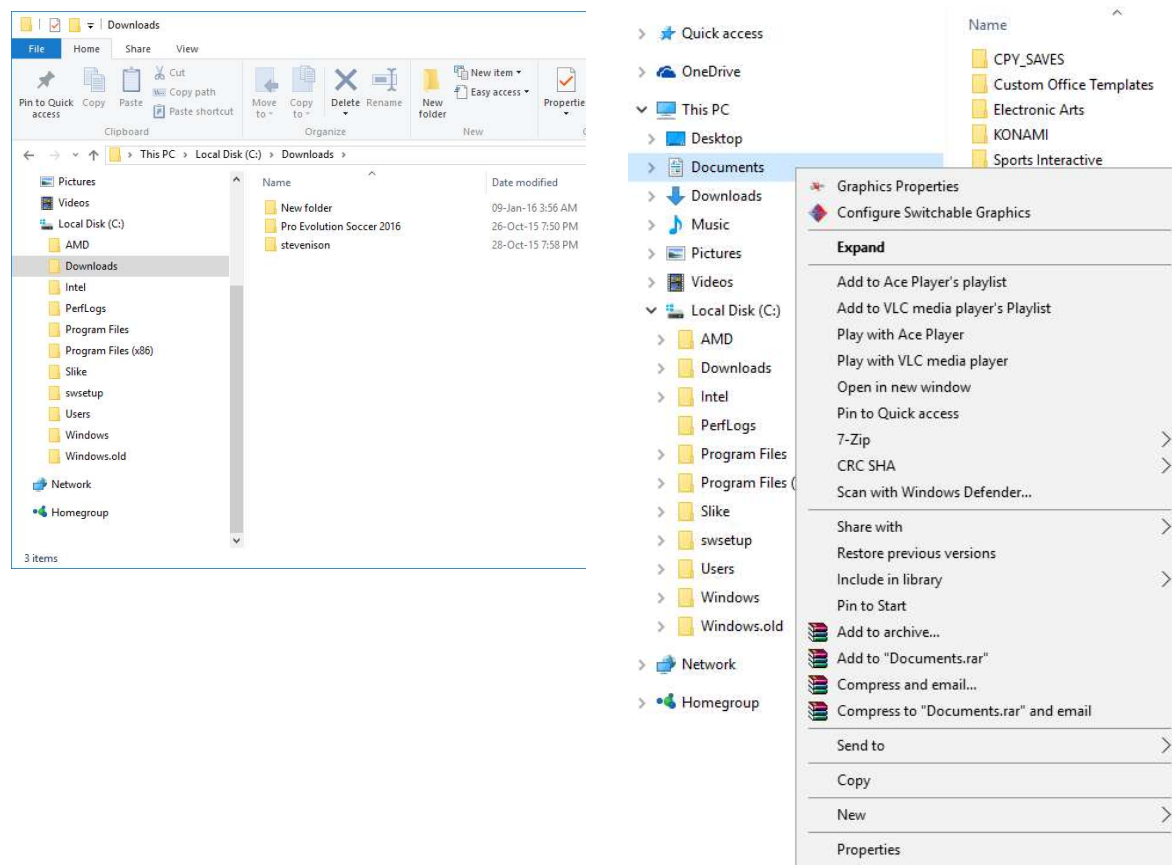 Downloads
File Home Share View
Pin to Quick access Copy Paste
Cut
Copy path
Paste shortcut
Move to Copy to Delete Rename
New folder
New item
Easy access
Propertie
Clipboard Organize New
This PC > Local Disk (C:) > Downloads >
Pictures
Videos
Local Disk (C:)
AMD
Downloads
Intel
PerfLogs
Program Files
Program Files (x86)
Slike
swsetup
Users
Windows
Windows.old
Network
Homegroup
Name Date modified
New folder 09-Jan-16 3:56 AM
Pro Evolution Soccer 2016 26-Oct-15 7:50 PM
stevenison 28-Oct-15 7:58 PM
3 items
Quick access
OneDrive
This PC
Desktop
Documents
Downloads
Music
Pictures
Videos
Local Disk (C:)
AMD
Downloads
Intel
PerfLogs
Program Files
Program Files (
Slike
swsetup
Users
Windows
Windows.old
Network
Homegroup
Name
CPY_SAVES
Custom Office Templates
Electronic Arts
KONAMI
Sports Interactive
Graphics Properties
Configure Switchable Graphics
Expand
Add to Ace Player's playlist
Add to VLC media player's Playlist
Play with Ace Player
Play with VLC media player
Open in new window
Pin to Quick access
7-Zip
CRC SHA
Scan with Windows Defender...
Share with
Restore previous versions
Include in library
Pin to Start
Add to archive...
Add to "Documents.rar"
Compress and email...
Compress to "Documents.rar" and email
Send to
Copy
New
Properties